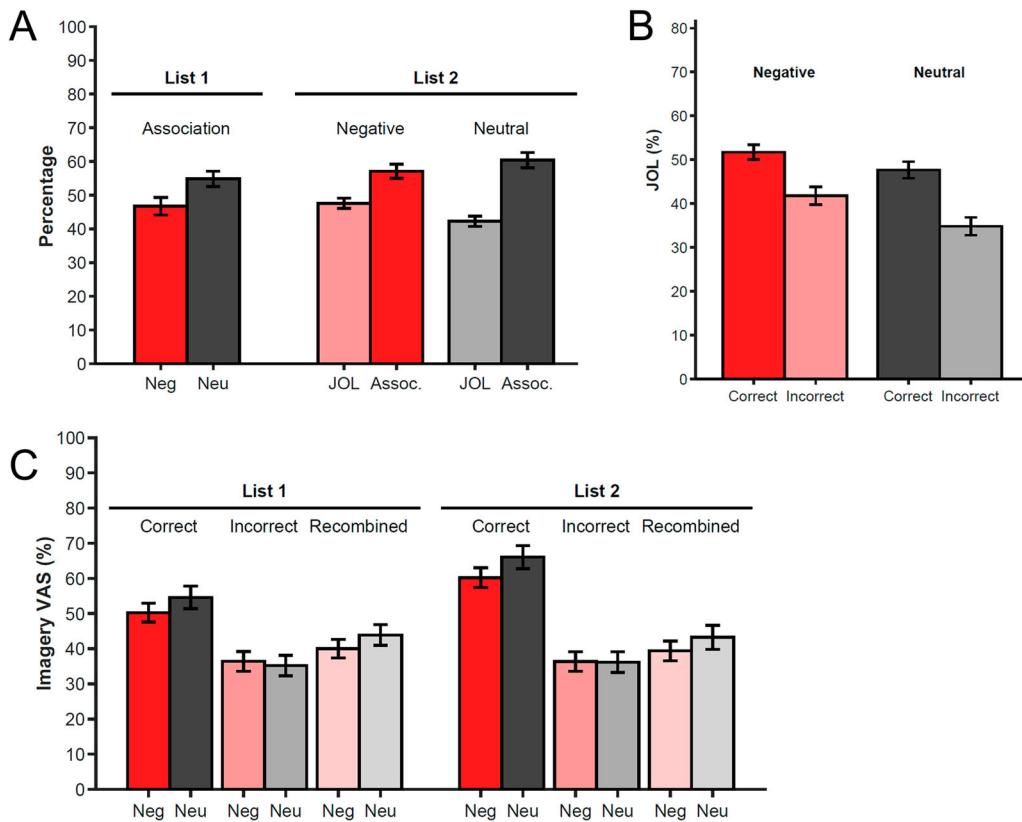 A
Percentage
100
90
80
70
60
50
40
30
20
10
0
List 1
List 2
Association
Negative
Neutral
Neg Neu JOL Assoc. JOL Assoc.
B
JOL (%)
80
70
60
50
40
30
20
10
0
Negative
Neutral
Correct Incorrect Correct Incorrect
C
Imagery VAS (%)
100
90
80
70
60
50
40
30
20
10
0
List 1
List 2
Correct Incorrect Recombined
Correct Incorrect Recombined
Neg Neu Neg Neu Neg Neu Neg Neu Neg Neu Neg Neu